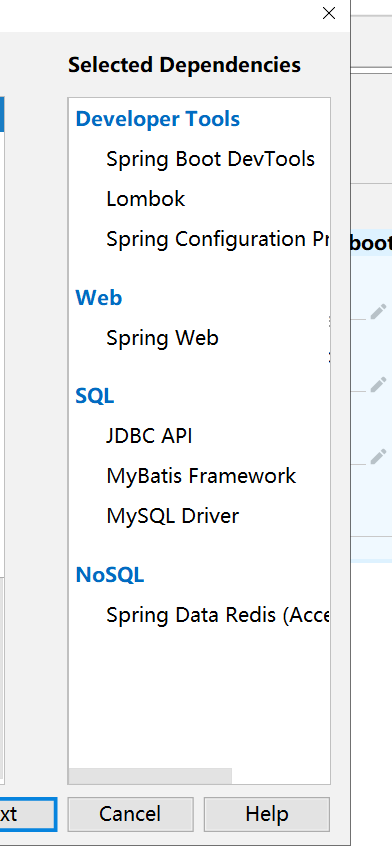 Selected Dependencies
Developer Tools
Spring Boot DevTools
Lombok
Spring Configuration Pr
boot
Web
Spring Web
SQL
JDBC API
MyBatis Framework
MySQL Driver
NoSQL
Spring Data Redis (Acce
xt
Cancel
Help